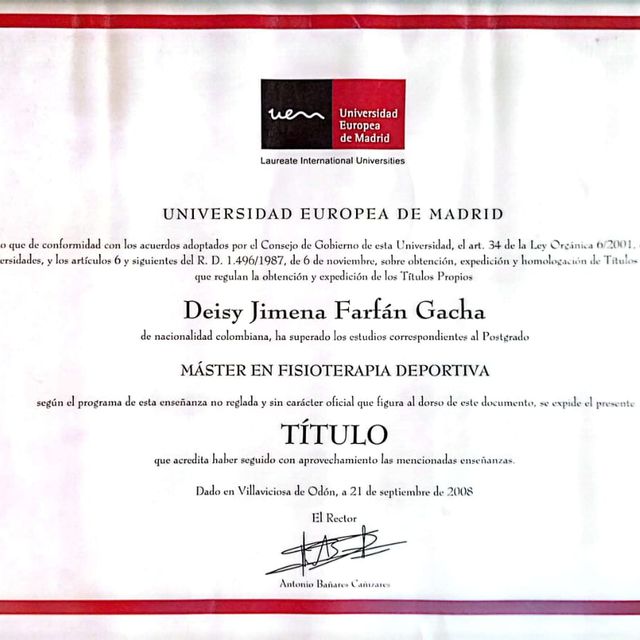 uem
Universidad
Europea
de Madrid
Laureate International Universities
UNIVERSIDAD EUROPEA DE MADRID
o que de conformidad con los acuerdos adoptados por el Consejo de Gobierno de esta Universidad, el art. 34 de la Ley Orgánica 6/2001,
ersidades, y los artículos 6 y siguientes del R. D. 1.496/1987, de 6 de noviembre, sobre obtención, expedición y homologación de Títulos
que regulan la obtención y expedición de los Títulos Propios
Deisy Jimena Farfán Gacha
de nacionalidad colombiana, ha superado los estudios correspondientes al Postgrado
MÁSTER EN FISIOTERAPIA DEPORTIVA
según el programa de esta enseñanza no reglada y sin carácter oficial que figura al dorso de este documento, se expide el presente
TÍTULO
que acredita haber seguido con aprovechamiento las mencionadas enseñanzas.
Dado en Villaviciosa de Odón, a 21 de septiembre de 2008
El Rector
Antonio Bañares Cañizares